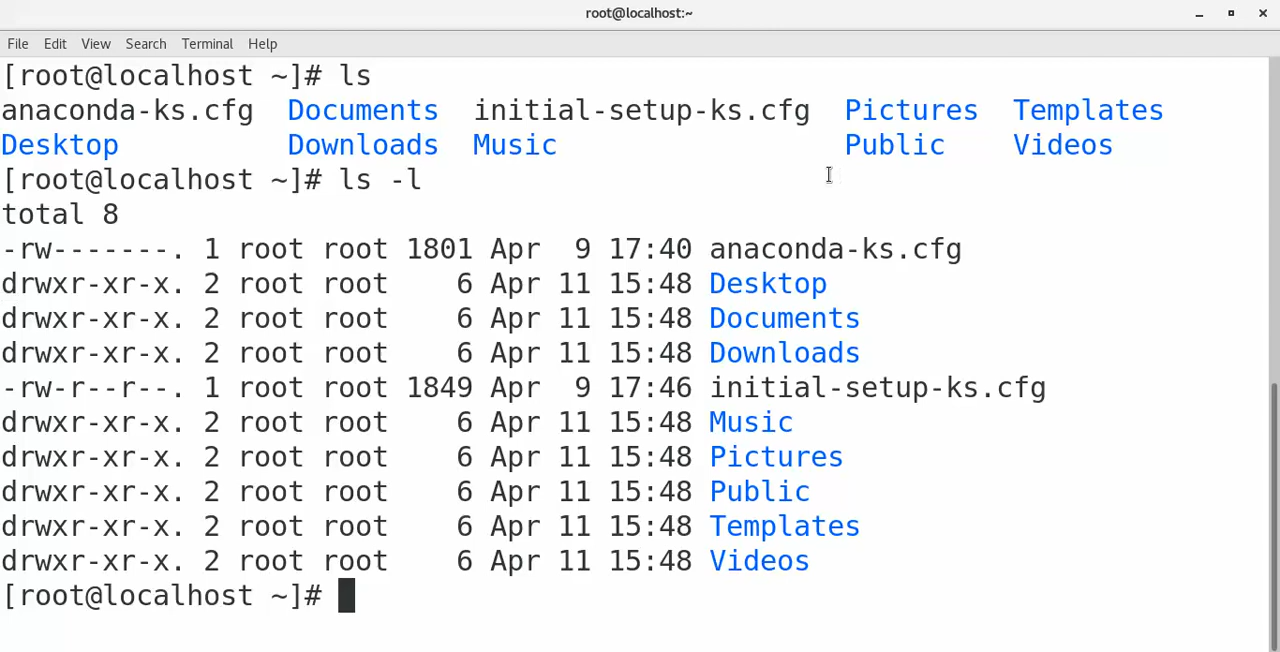 root@localhost:~
File Edit View Search Terminal Help
[root@localhost ~]# ls
anaconda-ks.cfg  Documents  initial-setup-ks.cfg  Pictures  Templates
Desktop          Downloads  Music                 Public    Videos
[root@localhost ~]# ls -l
total 8
-rw-------. 1 root root 1801 Apr  9 17:40 anaconda-ks.cfg
drwxr-xr-x. 2 root root    6 Apr 11 15:48 Desktop
drwxr-xr-x. 2 root root    6 Apr 11 15:48 Documents
drwxr-xr-x. 2 root root    6 Apr 11 15:48 Downloads
-rw-r--r--. 1 root root 1849 Apr  9 17:46 initial-setup-ks.cfg
drwxr-xr-x. 2 root root    6 Apr 11 15:48 Music
drwxr-xr-x. 2 root root    6 Apr 11 15:48 Pictures
drwxr-xr-x. 2 root root    6 Apr 11 15:48 Public
drwxr-xr-x. 2 root root    6 Apr 11 15:48 Templates
drwxr-xr-x. 2 root root    6 Apr 11 15:48 Videos
[root@localhost ~]#